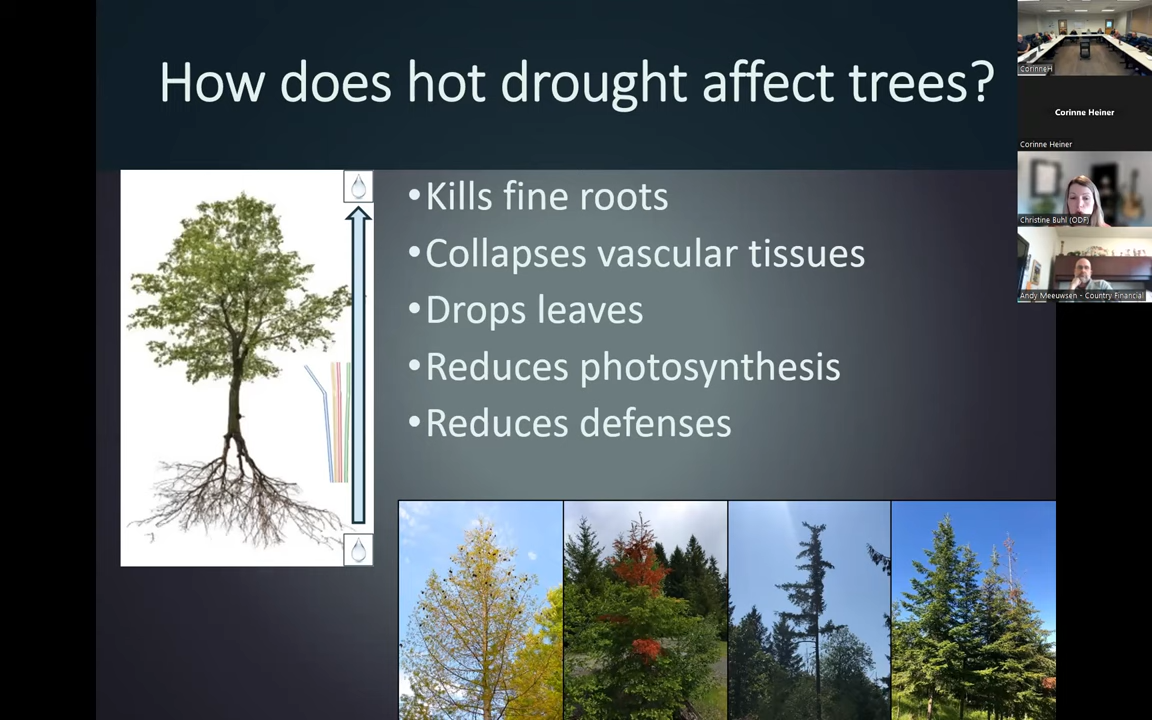 How does hot drought affect trees?
•Kills fine roots
•Collapses vascular tissues
•Drops leaves
•Reduces photosynthesis
•Reduces defenses
CorinneH
Corinne Heiner
Corinne Heiner
Christine Buhl (ODF)
Andy Meeuwsen - Country Financial